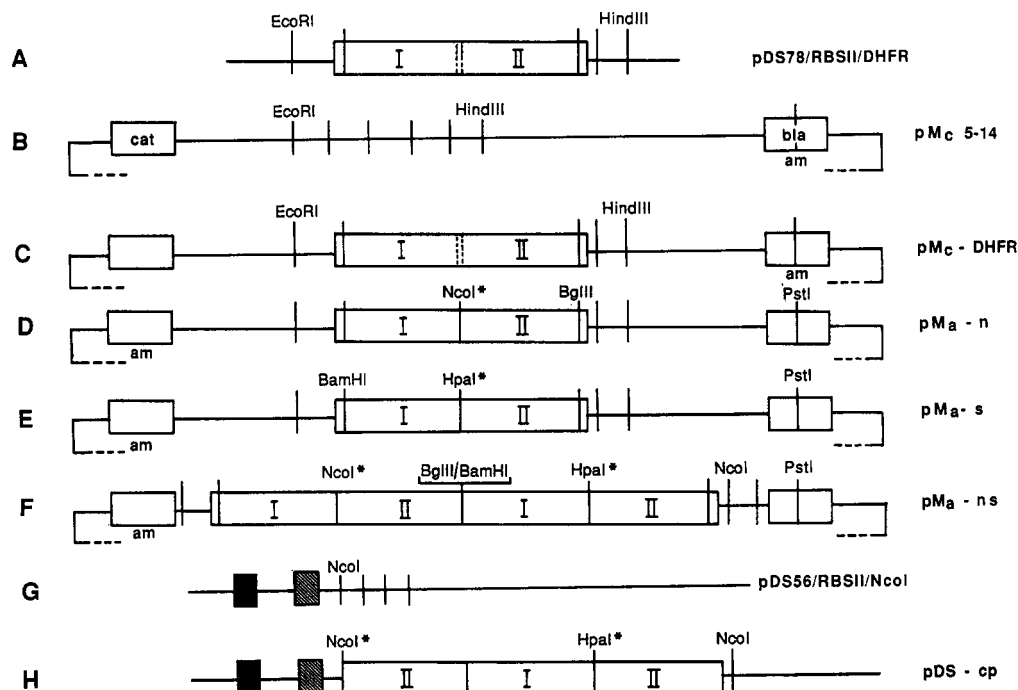 EcoRI HindIII
A I II pDS78/RBSII/DHFR
EcoRI HindIII
B cat bla pMc 5-14
am
EcoRI HindIII
C I II pMc - DHFR
am
NcoI* BglII PstI
D I II pMa - n
am
BamHI HpaI* PstI
E I II pMa- s
am
NcoI* BglII/BamHI HpaI* NcoI PstI
F I II I II pMa - ns
am
NcoI
G pDS56/RBSII/NcoI
NcoI* HpaI* NcoI
H II I II pDS - cp